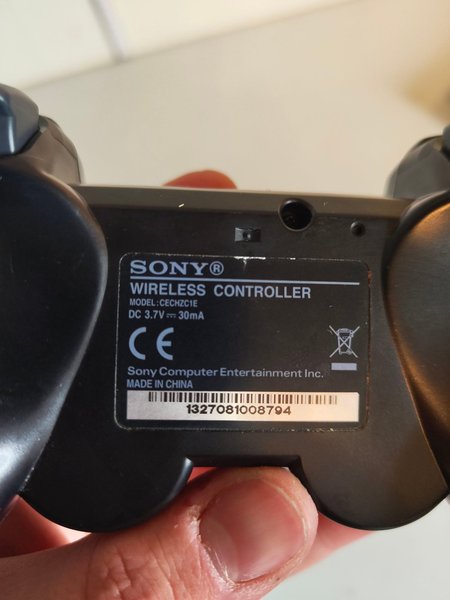 SONY®
WIRELESS CONTROLLER
MODEL: CECHZC1E
DC 3.7V ⎓ 30mA
CE
Sony Computer Entertainment Inc.
MADE IN CHINA
1327081008794